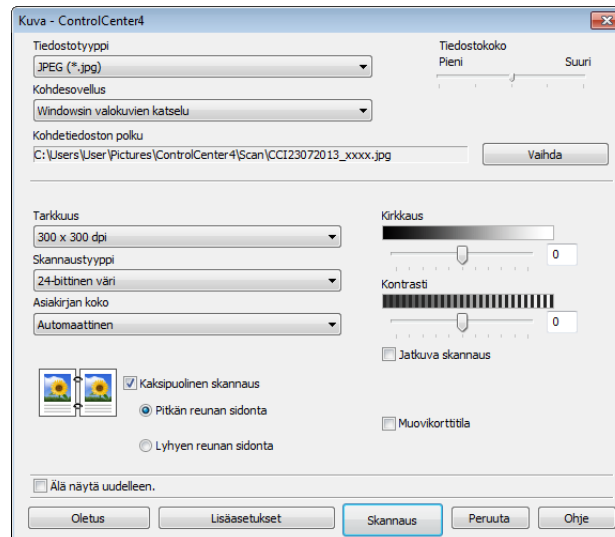 Kuva - ControlCenter4
Tiedostotyyppi
JPEG (*.jpg)
Tiedostokoko
Pieni Suuri
Kohdesovellus
Windowsin valokuvien katselu
Kohdetiedoston polku
C:\Users\User\Pictures\ControlCenter4\Scan\CCI23072013_xxxx.jpg
Vaihda
Tarkkuus
300 x 300 dpi
Skannaustyyppi
24-bittinen väri
Asiakirjan koko
Automaattinen
Kirkkaus
0
Kontrasti
0
Jatkuva skannaus
Kaksipuolinen skannaus
Pitkän reunan sidonta
Lyhyen reunan sidonta
Muovikorttitila
Älä näytä uudelleen.
Oletus Lisäasetukset Skannaus Peruuta Ohje